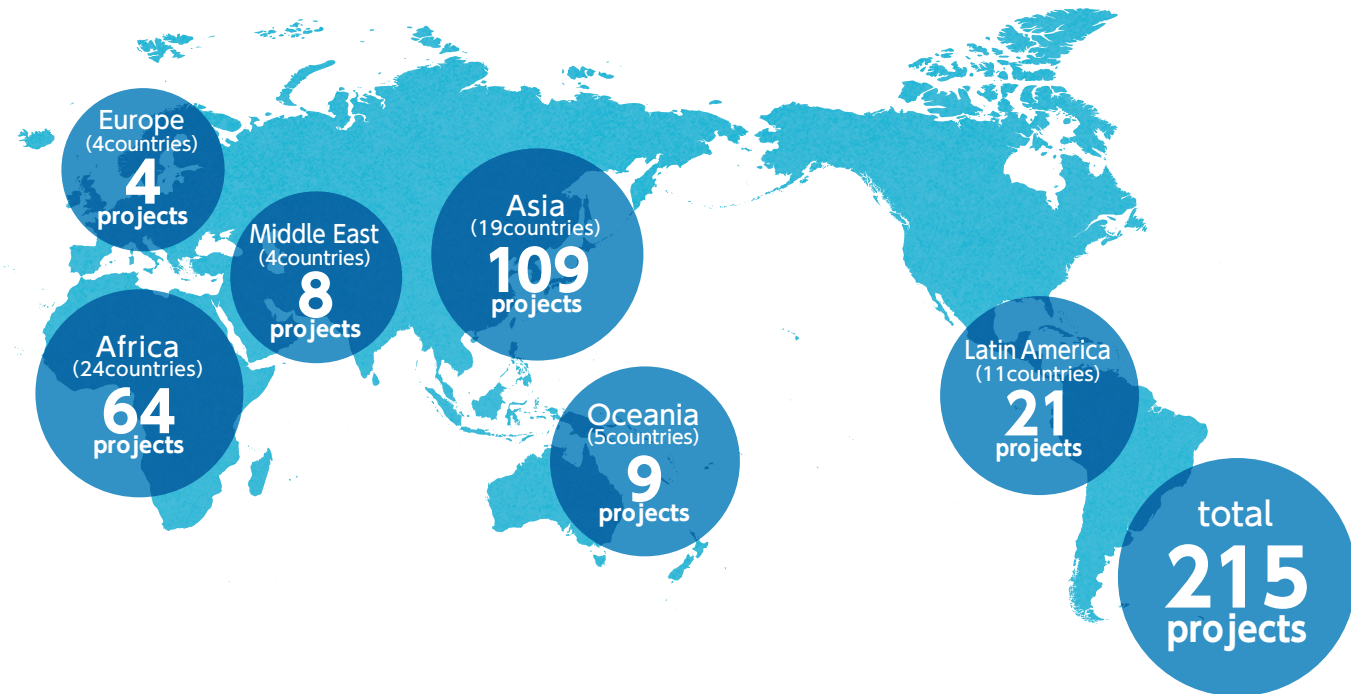 Europe
(4countries)
4
projects
Middle East
(4countries)
8
projects
Asia
(19countries)
109
projects
Africa
(24countries)
64
projects
Oceania
(5countries)
9
projects
Latin America
(11countries)
21
projects
total
215
projects